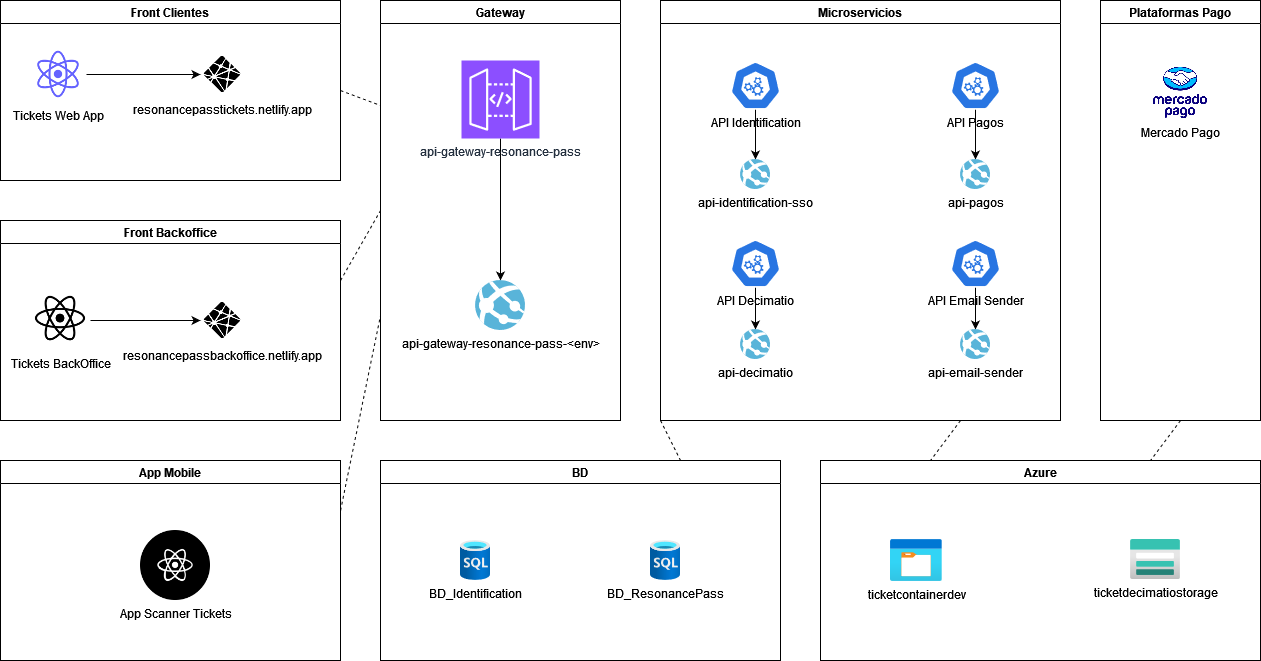 Front Clientes
Tickets Web App
resonancepasstickets.netlify.app
Front Backoffice
Tickets BackOffice
resonancepassbackoffice.netlify.app
App Mobile
App Scanner Tickets
Gateway
</>
api-gateway-resonance-pass
api-gateway-resonance-pass-<env>
Microservicios
API Identification
api-identification-sso
API Pagos
api-pagos
API Decimatio
api-decimatio
API Email Sender
api-email-sender
Plataformas Pago
mercado
pago
Mercado Pago
BD
SQL
BD_Identification
SQL
BD_ResonancePass
Azure
ticketcontainerdev
ticketdecimatiostorage